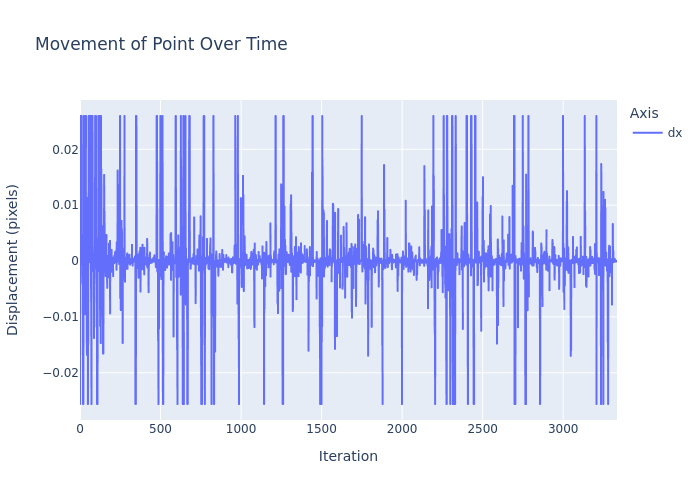 Movement of Point Over Time
Axis
dx
0.02
0.01
0
−0.01
−0.02
Displacement (pixels)
0
500
1000
1500
2000
2500
3000
Iteration